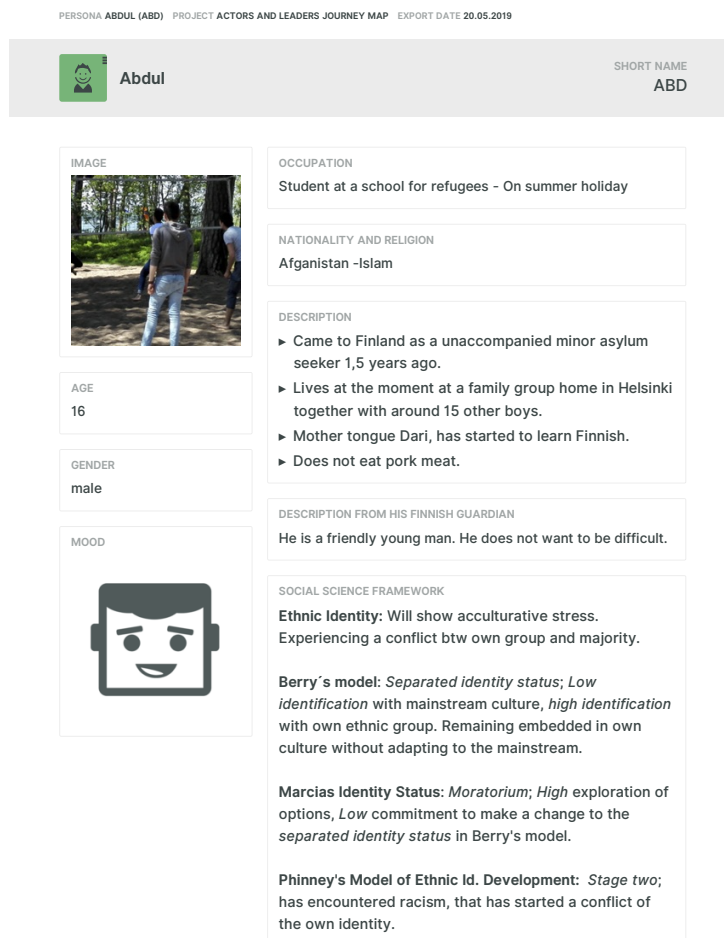 PERSONA ABDUL (ABD) PROJECT ACTORS AND LEADERS JOURNEY MAP EXPORT DATE 20.05.2019
Abdul
SHORT NAME
ABD
IMAGE
AGE
16
GENDER
male
MOOD
OCCUPATION
Student at a school for refugees - On summer holiday
NATIONALITY AND RELIGION
Afganistan -Islam
DESCRIPTION
▸ Came to Finland as a unaccompanied minor asylum
seeker 1,5 years ago.
▸ Lives at the moment at a family group home in Helsinki
together with around 15 other boys.
▸ Mother tongue Dari, has started to learn Finnish.
▸ Does not eat pork meat.
DESCRIPTION FROM HIS FINNISH GUARDIAN
He is a friendly young man. He does not want to be difficult.
SOCIAL SCIENCE FRAMEWORK
Ethnic Identity: Will show acculturative stress.
Experiencing a conflict btw own group and majority.
Berry´s model: Separated identity status; Low
identification with mainstream culture, high identification
with own ethnic group. Remaining embedded in own
culture without adapting to the mainstream.
Marcias Identity Status: Moratorium; High exploration of
options, Low commitment to make a change to the
separated identity status in Berry's model.
Phinney's Model of Ethnic Id. Development: Stage two;
has encountered racism, that has started a conflict of
the own identity.